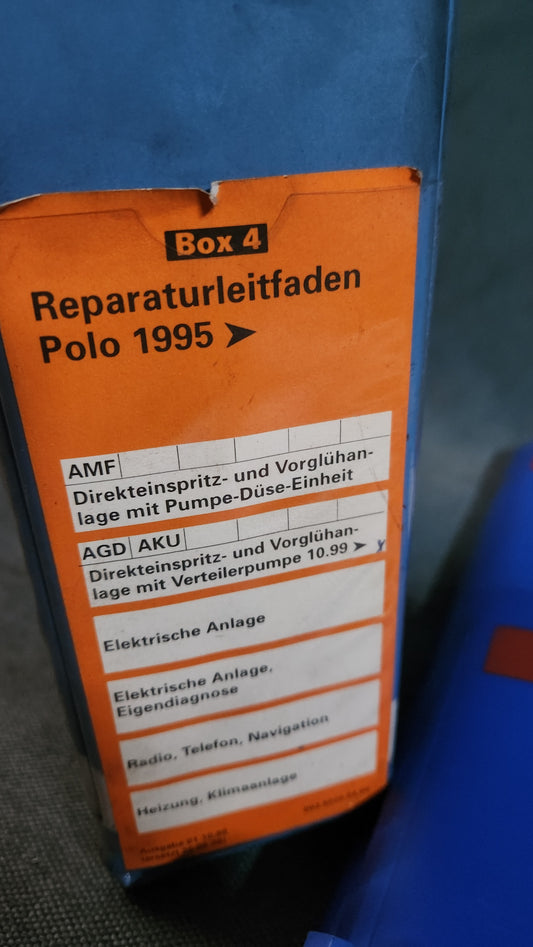 Box 4
Reparaturleitfaden
Polo 1995 ➤
AMF
Direkteinspritz- und Vorglühan-
lage mit Pumpe-Düse-Einheit
AGD AKU
Direkteinspritz- und Vorglühan-
lage mit Verteilerpumpe 10.99 ➤
Elektrische Anlage
Elektrische Anlage,
Eigendiagnose
Radio, Telefon, Navigation
Heizung, Klimaanlage
Ausgabe